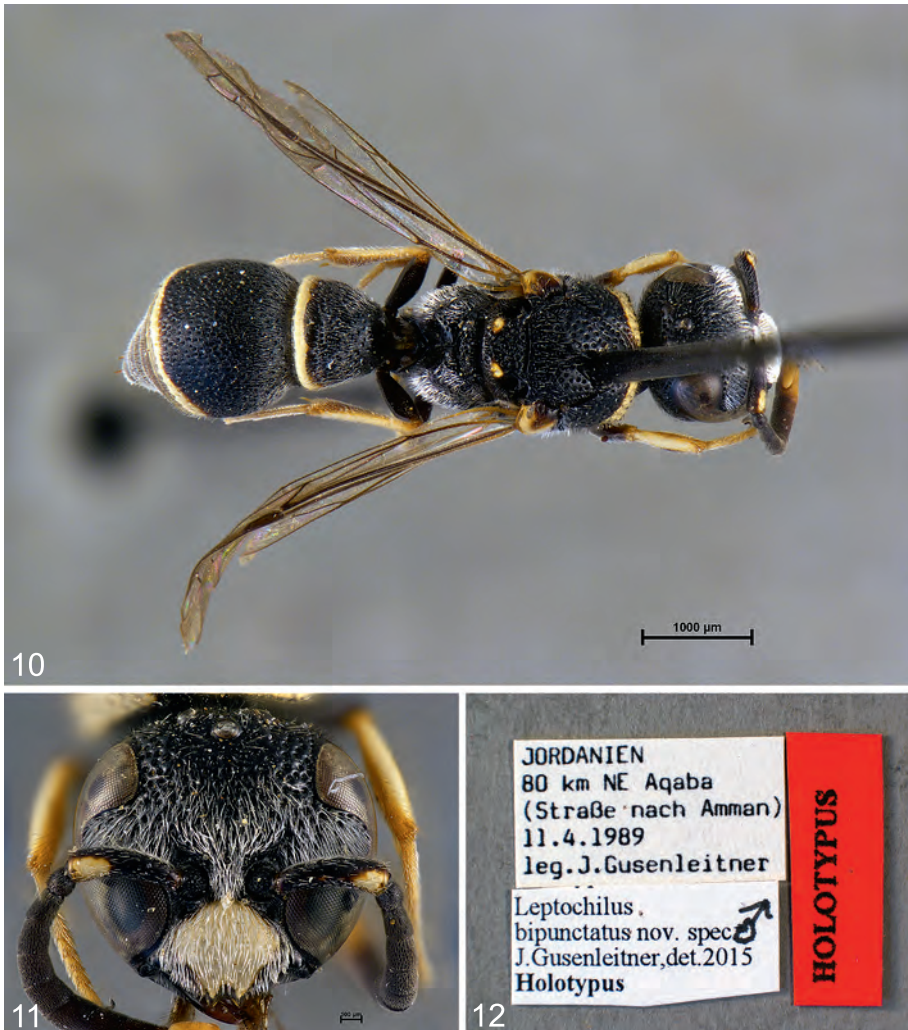 1000 µm
10
11
JORDANIEN
80 km NE Aqaba
(Straße nach Amman)
11.4.1989
leg.J.Gusenleitner
Leptochilus
bipunctatus nov. spec. ♂
J.Gusenleitner,det.2015
Holotypus
HOLOTYPUS
12